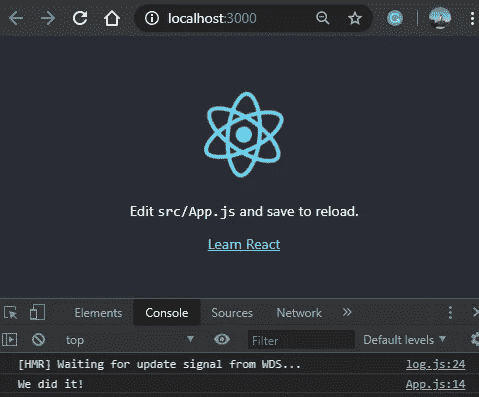 localhost:3000
Edit src/App.js and save to reload.
Learn React
Elements Console Sources Network
top Filter Default levels
[HMR] Waiting for update signal from WDS... log.js:24
We did it! App.js:14